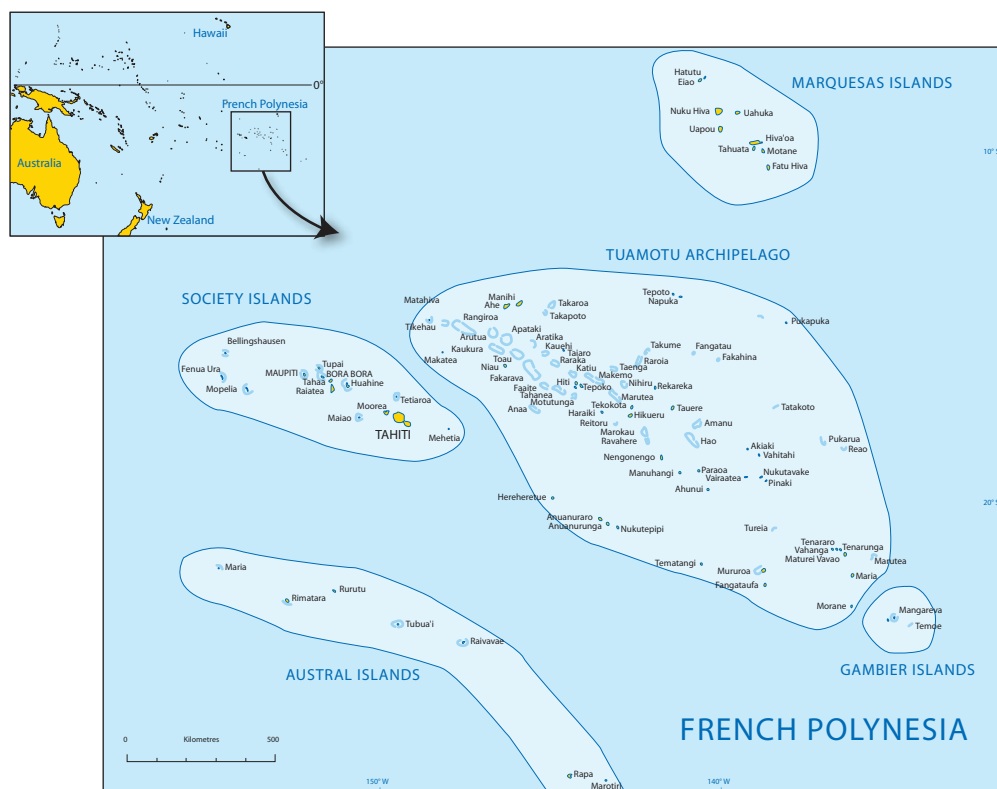 Hawaii
0°
Prench Polynesia
Australia
New Zealand
MARQUESAS ISLANDS
Hatutu
Eiao
Nuku Hiva
Uahuka
Uapou
Hiva'oa
Tahuata
Motane
Fatu Hiva
10° S
TUAMOTU ARCHIPELAGO
Matahiva
Manihi
Ahe
Takaroa
Takapoto
Tepoto
Napuka
Pukapuka
Tikehau
Rangiroa
Arutua
Apataki
Aratika
Kaukura
Kauehi
Taiaro
Takume
Fangatau
Makatea
Toau
Raraka
Raroia
Fakahina
Niau
Katiu
Taenga
Fakarava
Makemo
Hiti
Tepoko
Nihiru
Rekareka
Faaite
Tahanea
Marutea
Motutunga
Tekokota
Tauere
Tatakoto
Anaa
Haraiki
Hikueru
Reitoru
Amanu
Marokau
Ravahere
Hao
Pukarua
Reao
Akiaki
Vahitahi
Nengonengo
Manuhangi
Paraoa
Nukutavake
Vairaatea
Pinaki
Ahunui
Hereheretue
20° S
Anuanuraro
Anuanurunga
Nukutepipi
Tureia
Tenararo
Vahanga
Tenarunga
Maturei Vavao
Marutea
Tematangi
Mururoa
Maria
Fangataufa
Morane
SOCIETY ISLANDS
Bellingshausen
Fenua Ura
Tupai
MAUPITI
BORA BORA
Tahaa
Huahine
Mopelia
Raiatea
Tetiaroa
Moorea
Maiao
TAHITI
Mehetia
Mangareva
Temoe
GAMBIER ISLANDS
Maria
Rurutu
Rimatara
Tubua'i
Raivavae
AUSTRAL ISLANDS
Rapa
Marotiri
FRENCH POLYNESIA
0
Kilometres
500
150° W
140° W